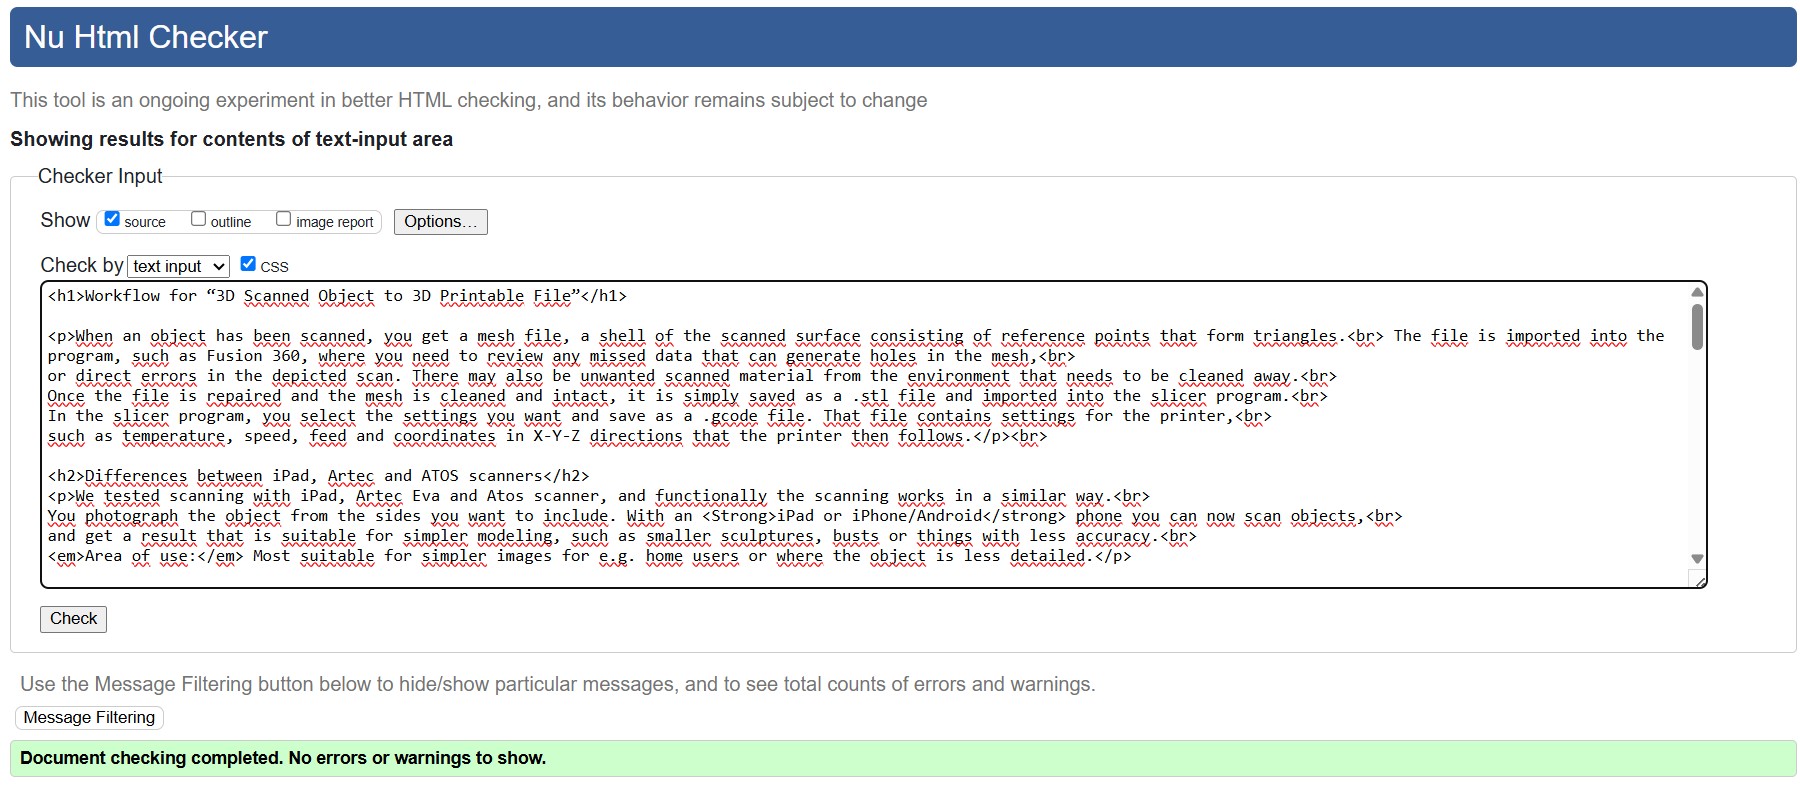 Nu Html Checker
This tool is an ongoing experiment in better HTML checking, and its behavior remains subject to change
Showing results for contents of text-input area
Checker Input
Show source outline image report Options...
Check by text input CSS
<h1>Workflow for “3D Scanned Object to 3D Printable File”</h1>
<p>When an object has been scanned, you get a mesh file, a shell of the scanned surface consisting of reference points that form triangles.<br> The file is imported into the
program, such as Fusion 360, where you need to review any missed data that can generate holes in the mesh,<br>
or direct errors in the depicted scan. There may also be unwanted scanned material from the environment that needs to be cleaned away.<br>
Once the file is repaired and the mesh is cleaned and intact, it is simply saved as a .stl file and imported into the slicer program.<br>
In the slicer program, you select the settings you want and save as a .gcode file. That file contains settings for the printer,<br>
such as temperature, speed, feed and coordinates in X-Y-Z directions that the printer then follows.</p><br>
<h2>Differences between iPad, Artec and ATOS scanners</h2>
<p>We tested scanning with iPad, Artec Eva and Atos scanner, and functionally the scanning works in a similar way.<br>
You photograph the object from the sides you want to include. With an <Strong>iPad or iPhone/Android</strong> phone you can now scan objects,<br>
and get a result that is suitable for simpler modeling, such as smaller sculptures, busts or things with less accuracy.<br>
<em>Area of use:</em> Most suitable for simpler images for e.g. home users or where the object is less detailed.</p>
Check
Use the Message Filtering button below to hide/show particular messages, and to see total counts of errors and warnings.
Message Filtering
Document checking completed. No errors or warnings to show.